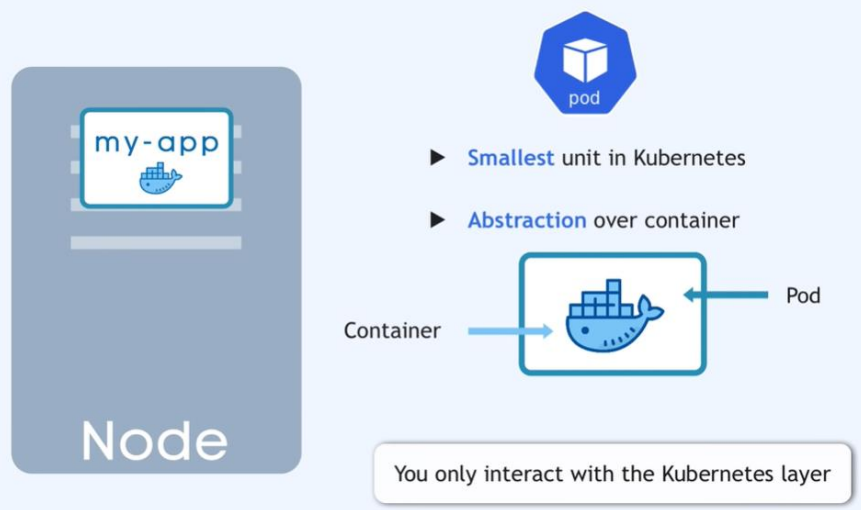 my-app
Node
pod
Smallest unit in Kubernetes
Abstraction over container
Container
Pod
You only interact with the Kubernetes layer